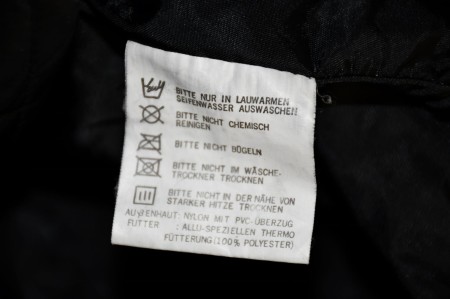 BITTE NUR IN LAUWARMEN
SEIFENWASSER AUSWASCHEN
BITTE NICHT CHEMISCH
REINIGEN
BITTE NICHT BÜGELN
BITTE NICHT IM WÄSCHE-
TROCKNER TROCKNEN
BITTE NICHT IN DER NÄHE VON
STARKER HITZE TROCKNEN
AUẞENHAUT: NYLON MIT PVC-ÜBERZUG
FUTTER : ALLU-SPEZIELLEN THERMO
FÜTTERUNG (100% POLYESTER)